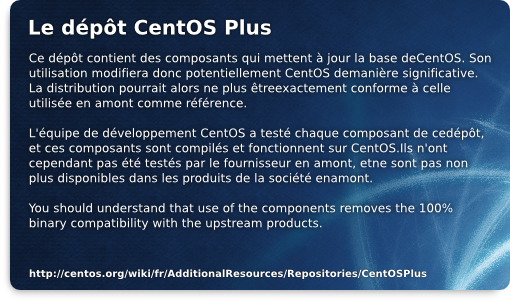 Le dépôt CentOS Plus
Ce dépôt contient des composants qui mettent à jour la base deCentOS. Son
utilisation modifiera donc potentiellement CentOS demanière significative.
La distribution pourrait alors ne plus êtreexactement conforme à celle
utilisée en amont comme référence.
L'équipe de développement CentOS a testé chaque composant de cedépôt,
et ces composants sont compilés et fonctionnent sur CentOS.Ils n'ont
cependant pas été testés par le fournisseur en amont, etne sont pas non
plus disponibles dans les produits de la société enamont.
You should understand that use of the components removes the 100%
binary compatibility with the upstream products.
http://centos.org/wiki/fr/AdditionalResources/Repositories/CentOSPlus